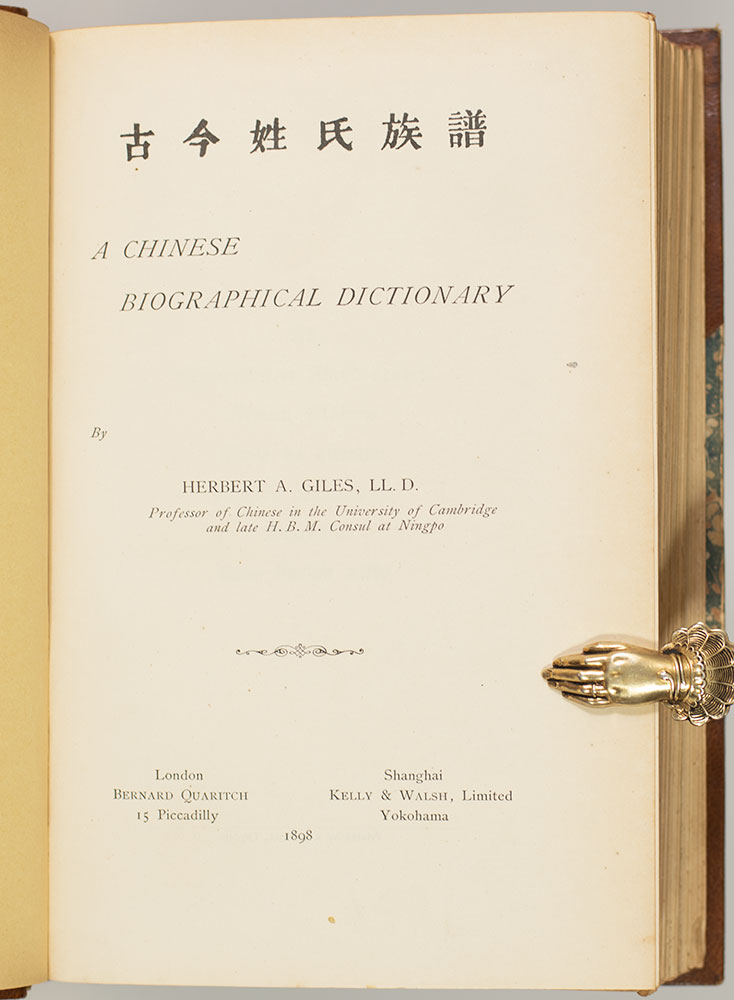 古今姓氏族譜
A CHINESE
BIOGRAPHICAL DICTIONARY
By
HERBERT A. GILES, LL. D.
Professor of Chinese in the University of Cambridge
and late H. B. M. Consul at Ningpo
London
BERNARD QUARITCH
15 Piccadilly
Shanghai
KELLY & WALSH, Limited
Yokohama
1898